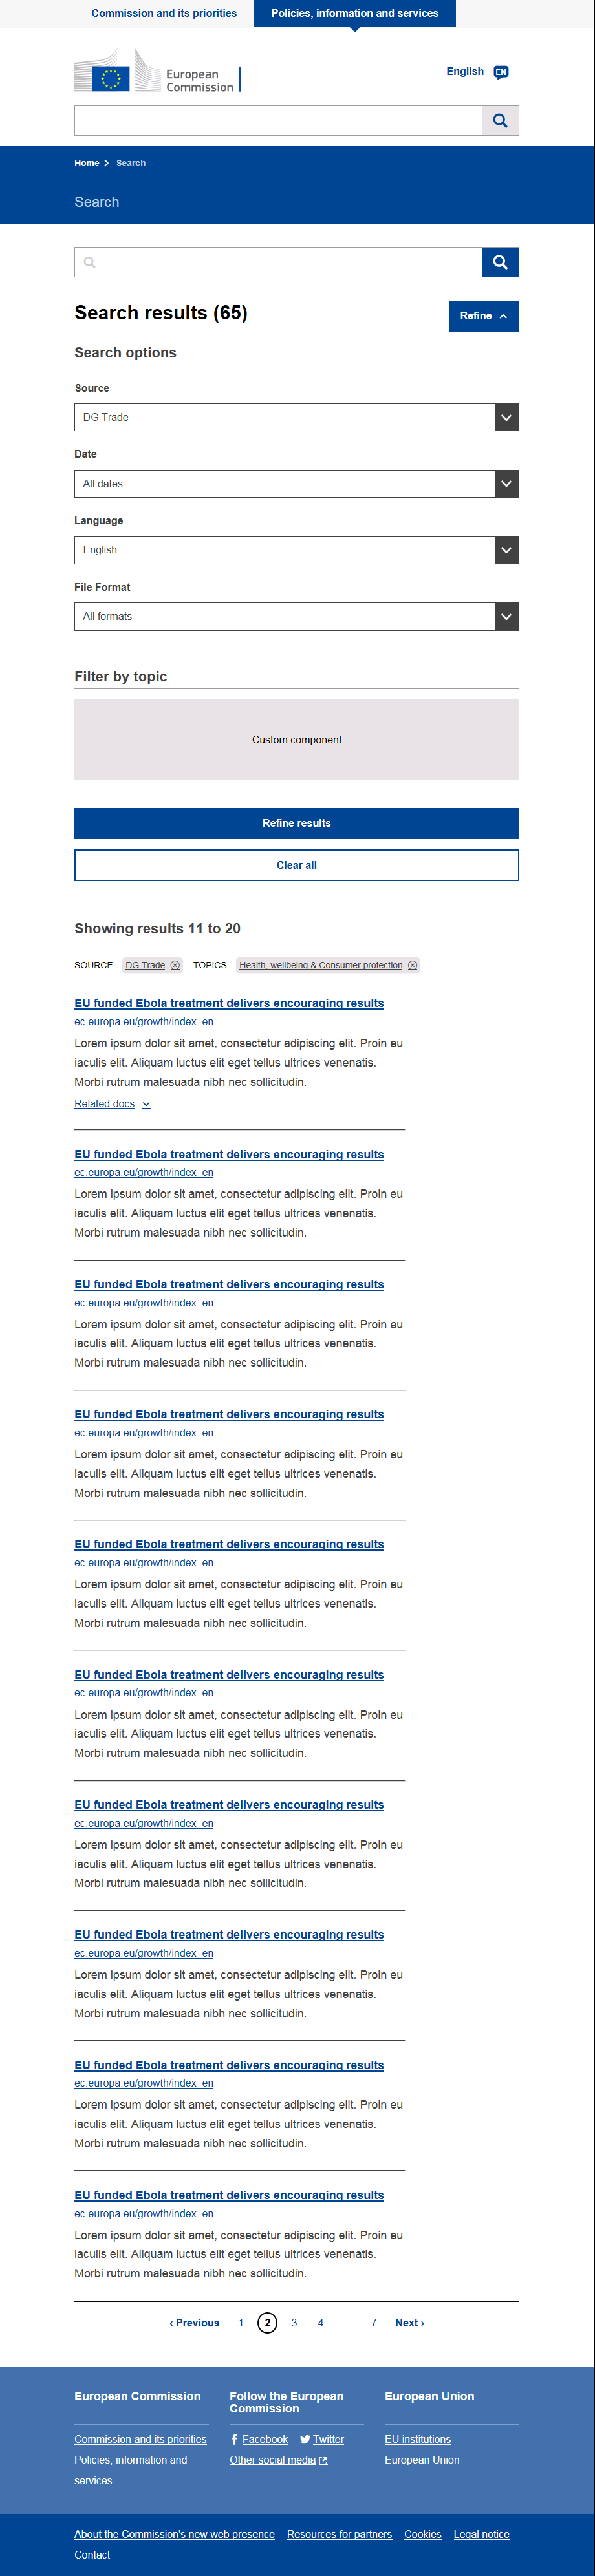 Commission and its priorities
Policies, information and services
European
Commission
English EN
Home Search
Search
Search results (65)
Refine
Search options
Source
DG Trade
Date
All dates
Language
English
File Format
All formats
Filter by topic
Custom component
Refine results
Clear all
Showing results 11 to 20
SOURCE DG Trade TOPICS Health, wellbeing & Consumer protection
EU funded Ebola treatment delivers encouraging results
ec.europa.eu/growth/index_en
Lorem ipsum dolor sit amet, consectetur adipiscing elit. Proin eu
iaculis elit. Aliquam luctus elit eget tellus ultrices venenatis.
Morbi rutrum malesuada nibh nec sollicitudin.
Related docs
EU funded Ebola treatment delivers encouraging results
ec.europa.eu/growth/index_en
Lorem ipsum dolor sit amet, consectetur adipiscing elit. Proin eu
iaculis elit. Aliquam luctus elit eget tellus ultrices venenatis.
Morbi rutrum malesuada nibh nec sollicitudin.
EU funded Ebola treatment delivers encouraging results
ec.europa.eu/growth/index_en
Lorem ipsum dolor sit amet, consectetur adipiscing elit. Proin eu
iaculis elit. Aliquam luctus elit eget tellus ultrices venenatis.
Morbi rutrum malesuada nibh nec sollicitudin.
EU funded Ebola treatment delivers encouraging results
ec.europa.eu/growth/index_en
Lorem ipsum dolor sit amet, consectetur adipiscing elit. Proin eu
iaculis elit. Aliquam luctus elit eget tellus ultrices venenatis.
Morbi rutrum malesuada nibh nec sollicitudin.
EU funded Ebola treatment delivers encouraging results
ec.europa.eu/growth/index_en
Lorem ipsum dolor sit amet, consectetur adipiscing elit. Proin eu
iaculis elit. Aliquam luctus elit eget tellus ultrices venenatis.
Morbi rutrum malesuada nibh nec sollicitudin.
EU funded Ebola treatment delivers encouraging results
ec.europa.eu/growth/index_en
Lorem ipsum dolor sit amet, consectetur adipiscing elit. Proin eu
iaculis elit. Aliquam luctus elit eget tellus ultrices venenatis.
Morbi rutrum malesuada nibh nec sollicitudin.
EU funded Ebola treatment delivers encouraging results
ec.europa.eu/growth/index_en
Lorem ipsum dolor sit amet, consectetur adipiscing elit. Proin eu
iaculis elit. Aliquam luctus elit eget tellus ultrices venenatis.
Morbi rutrum malesuada nibh nec sollicitudin.
EU funded Ebola treatment delivers encouraging results
ec.europa.eu/growth/index_en
Lorem ipsum dolor sit amet, consectetur adipiscing elit. Proin eu
iaculis elit. Aliquam luctus elit eget tellus ultrices venenatis.
Morbi rutrum malesuada nibh nec sollicitudin.
EU funded Ebola treatment delivers encouraging results
ec.europa.eu/growth/index_en
Lorem ipsum dolor sit amet, consectetur adipiscing elit. Proin eu
iaculis elit. Aliquam luctus elit eget tellus ultrices venenatis.
Morbi rutrum malesuada nibh nec sollicitudin.
EU funded Ebola treatment delivers encouraging results
ec.europa.eu/growth/index_en
Lorem ipsum dolor sit amet, consectetur adipiscing elit. Proin eu
iaculis elit. Aliquam luctus elit eget tellus ultrices venenatis.
Morbi rutrum malesuada nibh nec sollicitudin.
‹ Previous 1 2 3 4 ... 7 Next ›
European Commission
Commission and its priorities
Policies, information and
services
Follow the European
Commission
Facebook Twitter
Other social media
European Union
EU institutions
European Union
About the Commission's new web presence Resources for partners Cookies Legal notice
Contact